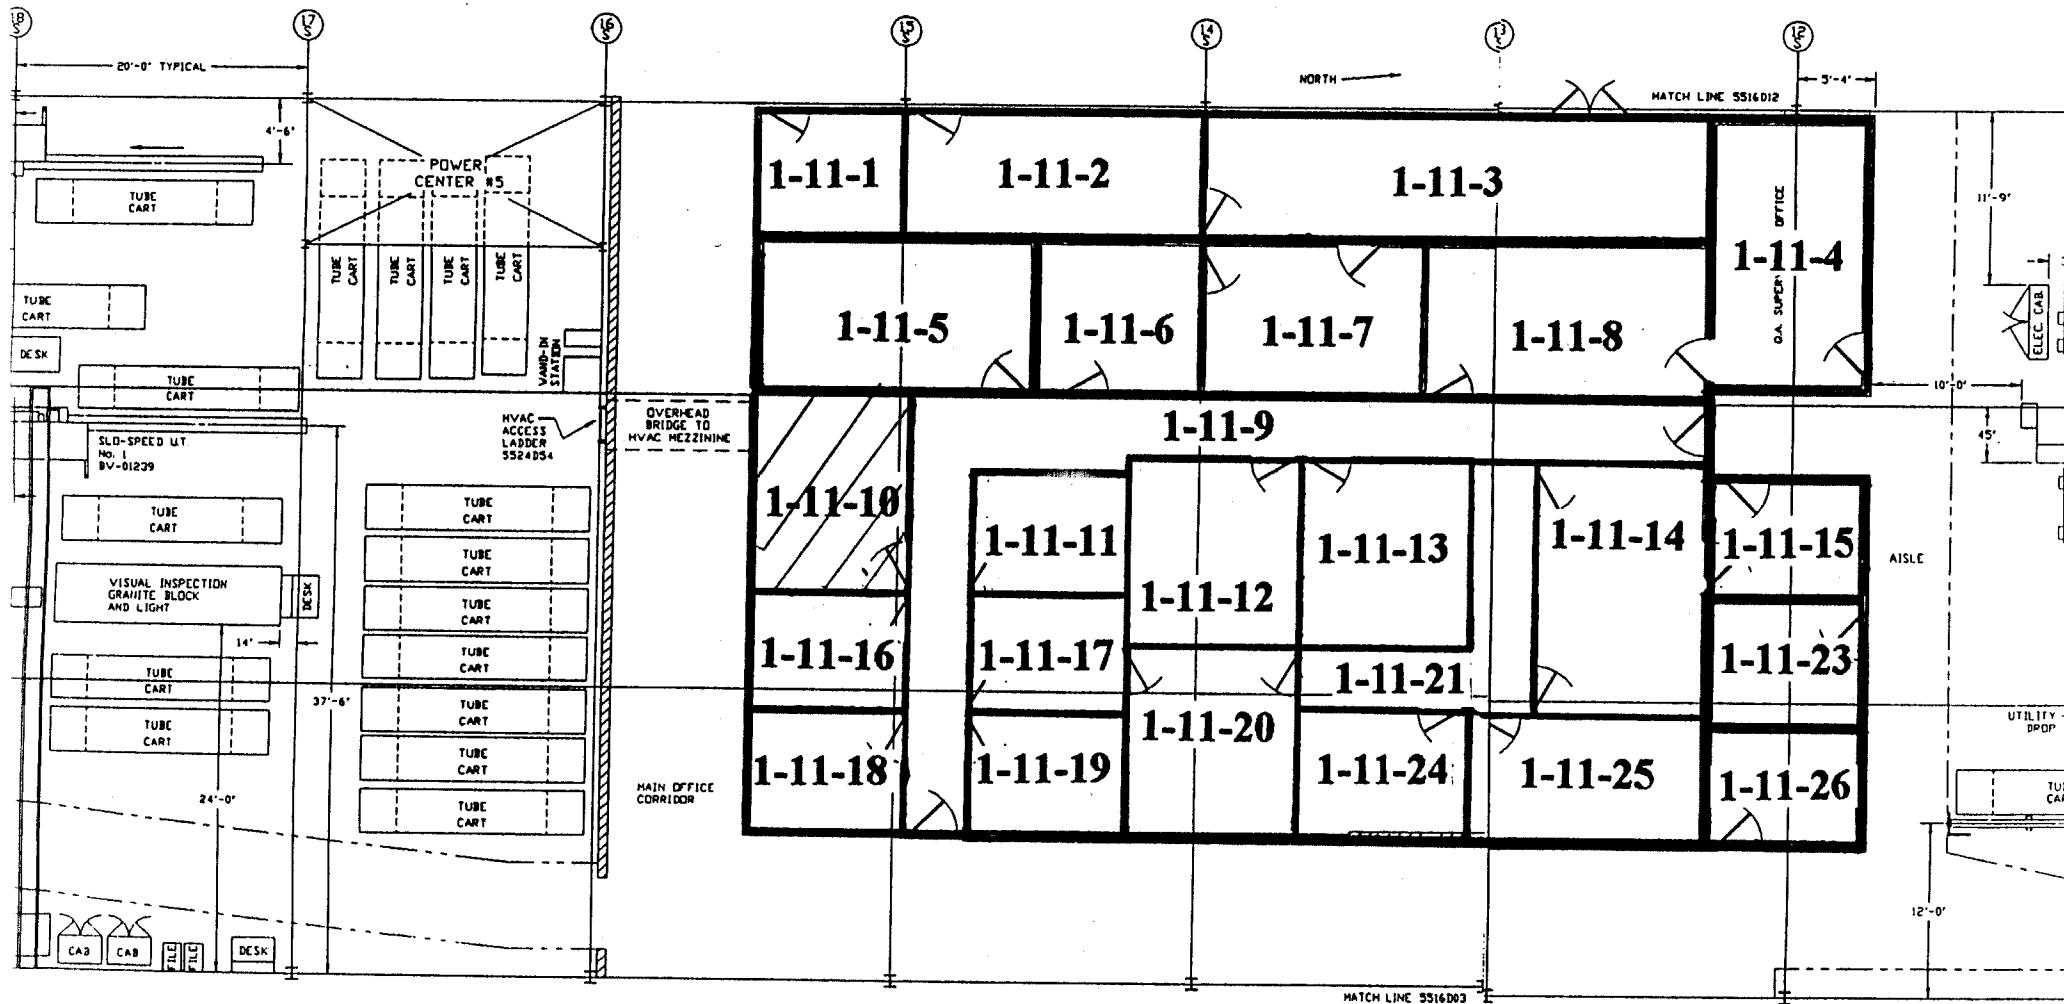 18
S
17
S
16
S
15
S
14
S
13
S
12
S
20'-0" TYPICAL
NORTH
5'-4"
MATCH LINE 5516D12
4'-6"
POWER
CENTER #5
TUBE
CART
TUBE
CART
TUBE
CART
TUBE
CART
TUBE
CART
TUBE
CART
DESK
TUBE
CART
VAND-DI
STATION
HVAC
ACCESS
LADDER
5524D54
OVERHEAD
BRIDGE TO
HVAC MEZZININE
SLO-SPEED U.T.
No. 1
BV-01239
TUBE
CART
VISUAL INSPECTION
GRANITE BLOCK
AND LIGHT
DESK
14'
TUBE
CART
TUBE
CART
37'-6"
24'-0"
TUBE
CART
TUBE
CART
TUBE
CART
TUBE
CART
TUBE
CART
TUBE
CART
TUBE
CART
MAIN OFFICE
CORRIDOR
CAB
CAB
FILE
FILE
DESK
1-11-1
1-11-2
1-11-3
Q.A. SUPER
OFFICE
1-11-4
1-11-5
1-11-6
1-11-7
1-11-8
1-11-9
1-11-10
1-11-11
1-11-12
1-11-13
1-11-14
1-11-15
1-11-16
1-11-17
1-11-21
1-11-23
1-11-18
1-11-19
1-11-20
1-11-24
1-11-25
1-11-26
11'-9"
ELEC. CAB.
10'-0"
45'
AISLE
UTILITY
DROP
12'-0"
MATCH LINE 5516D03